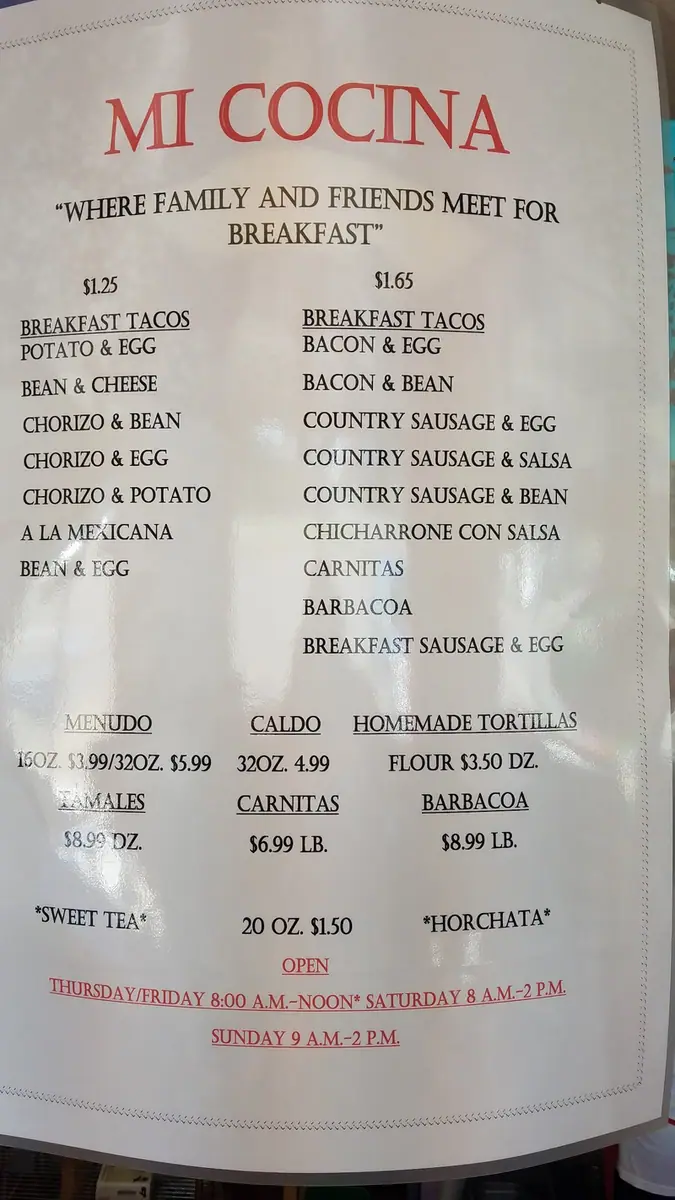 MI COCINA
"WHERE FAMILY AND FRIENDS MEET FOR
BREAKFAST"
$1.25
BREAKFAST TACOS
POTATO & EGG
BEAN & CHEESE
CHORIZO & BEAN
CHORIZO & EGG
CHORIZO & POTATO
A LA MEXICANA
BEAN & EGG
$1.65
BREAKFAST TACOS
BACON & EGG
BACON & BEAN
COUNTRY SAUSAGE & EGG
COUNTRY SAUSAGE & SALSA
COUNTRY SAUSAGE & BEAN
CHICHARRONE CON SALSA
CARNITAS
BARBACOA
BREAKFAST SAUSAGE & EGG
MENUDO CALDO HOMEMADE TORTILLAS
16OZ. $3.99/32OZ. $5.99 32OZ. 4.99 FLOUR $3.50 DZ.
TAMALES CARNITAS BARBACOA
$8.99 DZ. $6.99 LB. $8.99 LB.
*SWEET TEA* 20 OZ. $1.50 *HORCHATA*
OPEN
THURSDAY/FRIDAY 8:00 A.M.-NOON* SATURDAY 8 A.M.-2 P.M.
SUNDAY 9 A.M.-2 P.M.